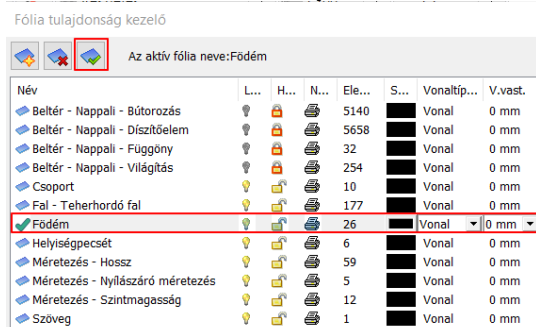 Fólia tulajdonság kezelő
Az aktív fólia neve:Födém
Név L... H... N... Ele... S... Vonaltíp... V.vast.
Beltér - Nappali - Bútorozás 5140 Vonal 0 mm
Beltér - Nappali - Díszítőelem 5658 Vonal 0 mm
Beltér - Nappali - Függöny 32 Vonal 0 mm
Beltér - Nappali - Világítás 254 Vonal 0 mm
Csoport 10 Vonal 0 mm
Fal - Teherhordó fal 177 Vonal 0 mm
Födém 26 Vonal 0 mm
Helyiségpecsét 6 Vonal 0 mm
Méretezés - Hossz 59 Vonal 0 mm
Méretezés - Nyílászáró méretezés 5 Vonal 0 mm
Méretezés - Szintmagasság 12 Vonal 0 mm
Szöveg 1 Vonal 0 mm